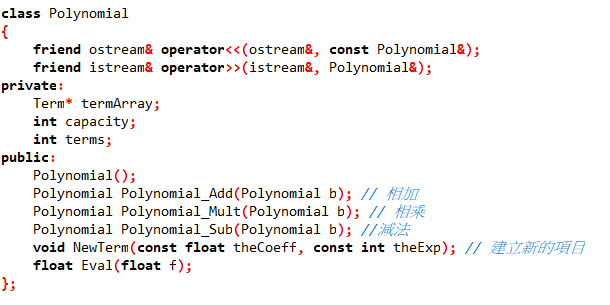 class Polynomial
{
    friend ostream& operator<<(ostream&, const Polynomial&);
    friend istream& operator>>(istream&, Polynomial&);
private:
    Term* termArray;
    int capacity;
    int terms;
public:
    Polynomial();
    Polynomial Polynomial_Add(Polynomial b); // 相加
    Polynomial Polynomial_Mult(Polynomial b); // 相乘
    Polynomial Polynomial_Sub(Polynomial b); //減法
    void NewTerm(const float theCoeff, const int theExp); // 建立新的項目
    float Eval(float f);
};